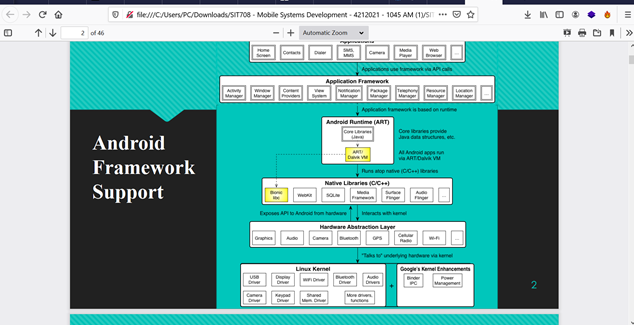 file:///C:/Users/PC/Downloads/SIT708 - Mobile Systems Development - 4212021 - 1045 AM (1)/SI
2 of 46
Automatic Zoom
Applications
Home Screen Contacts Dialer SMS MMS Camera Media Player Web Browser ...
Applications use framework via API calls
Application Framework
Activity Manager Window Manager Content Providers View System Notification Manager Package Manager Telephony Manager Resource Manager Location Manager ...
Application framework is based on runtime
Android Runtime (ART)
Core Libraries (Java)
Core libraries provide
Java data structures, etc.
ART/ Dalvik VM
All Android apps run
via ART/Dalvik VM
Runs atop native (C/C++) libraries
Native Libraries (C/C++)
Bionic libc WebKit SQLite Media Framework Surface Flinger Audio Flinger ...
Exposes API to Android from hardware
Interacts with kernel
Hardware Abstraction Layer
Graphics Audio Camera Bluetooth GPS Cellular Radio Wi-Fi ...
"Talks to" underlying hardware via kernel
Linux Kernel
USB Driver Display Driver WiFi Driver Bluetooth Driver Audio Drivers
Camera Driver Keypad Driver Shared Mem. Driver More drivers, functions
+
Google's Kernel Enhancements
Binder IPC Power Management
Android
Framework
Support
2